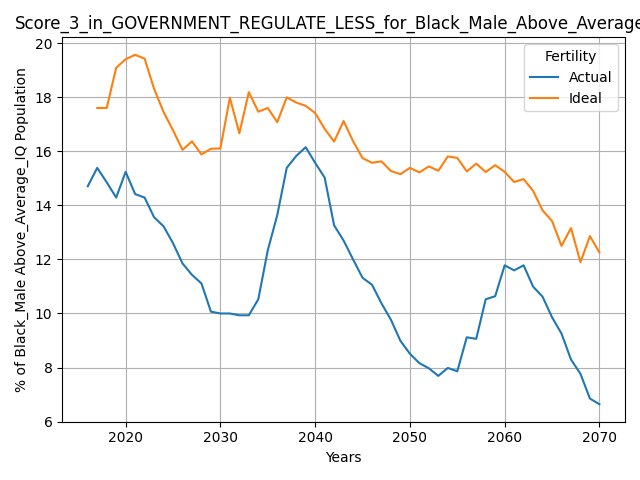 Score_3_in_GOVERNMENT_REGULATE_LESS_for_Black_Male_Above_Average
Fertility
Actual
Ideal
% of Black_Male Above_Average_IQ Population
20
18
16
14
12
10
8
6
2020 2030 2040 2050 2060 2070
Years